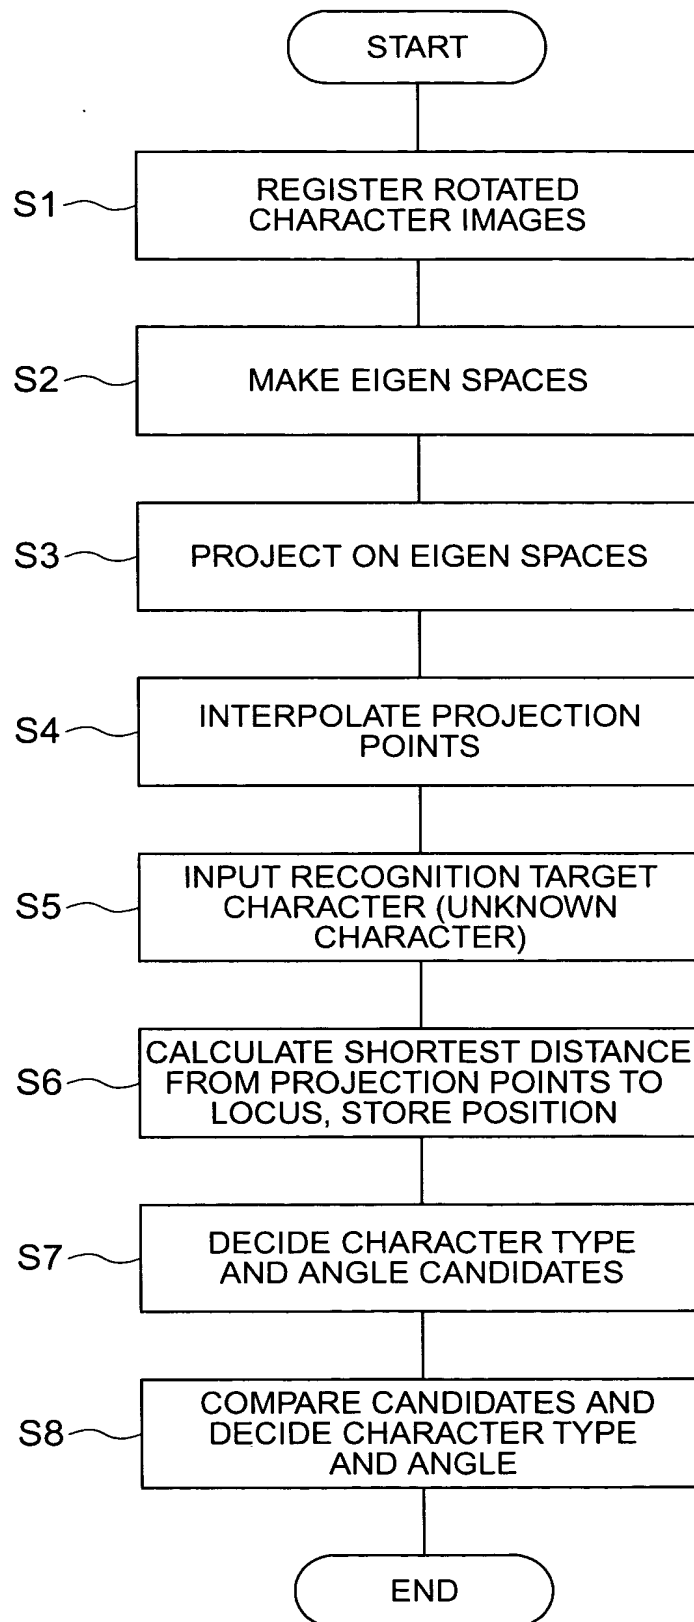 START
S1
REGISTER ROTATED
CHARACTER IMAGES
S2
MAKE EIGEN SPACES
S3
PROJECT ON EIGEN SPACES
S4
INTERPOLATE PROJECTION
POINTS
S5
INPUT RECOGNITION TARGET
CHARACTER (UNKNOWN
CHARACTER)
S6
CALCULATE SHORTEST DISTANCE
FROM PROJECTION POINTS TO
LOCUS, STORE POSITION
S7
DECIDE CHARACTER TYPE
AND ANGLE CANDIDATES
S8
COMPARE CANDIDATES AND
DECIDE CHARACTER TYPE
AND ANGLE
END